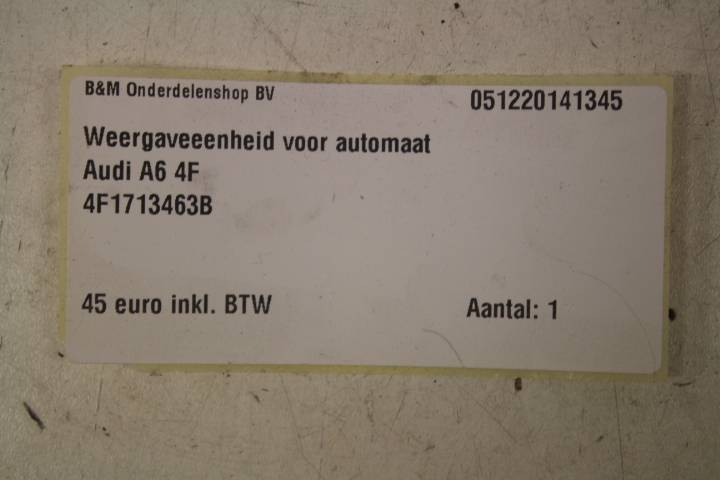 B&M Onderdelenshop BV
051220141345
Weergaveeenheid voor automaat
Audi A6 4F
4F1713463B
45 euro inkl. BTW
Aantal: 1